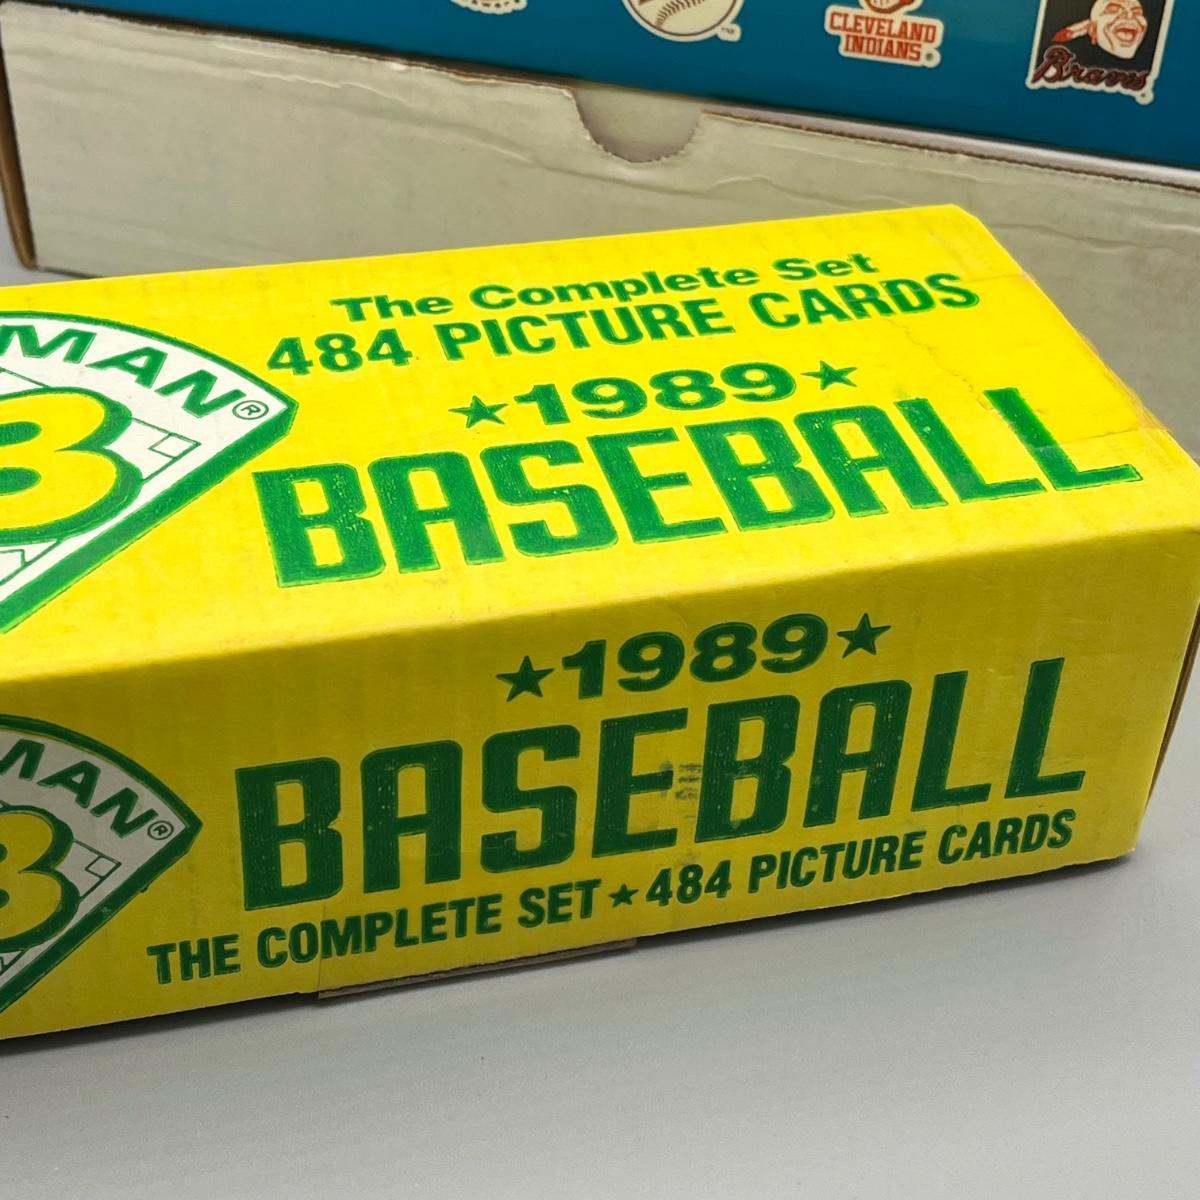 CLEVELAND
INDIANS®
Braves
The Complete Set
484 PICTURE CARDS
★1989★
BASEBALL
MAN®
★1989★
BASEBALL
THE COMPLETE SET★484 PICTURE CARDS
MAN®